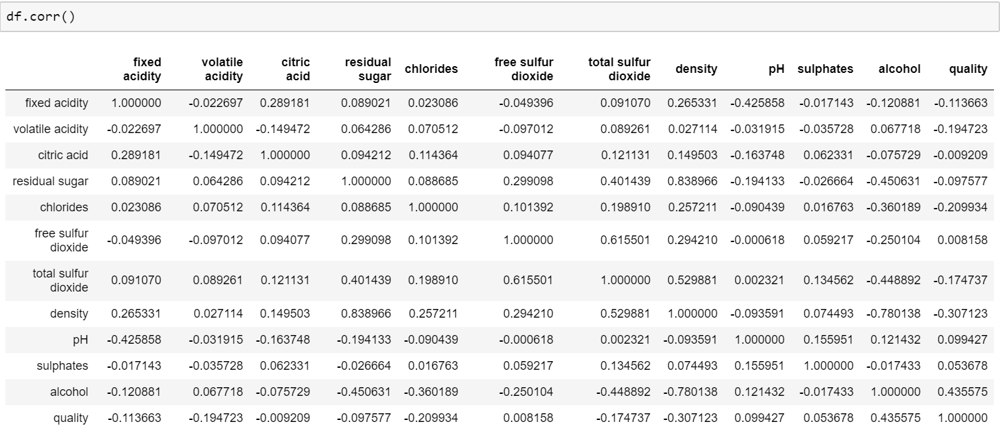 df.corr()
fixed acidity volatile acidity citric acid residual sugar chlorides free sulfur dioxide total sulfur dioxide density pH sulphates alcohol quality
fixed acidity 1.000000 -0.022697 0.289181 0.089021 0.023086 -0.049396 0.091070 0.265331 -0.425858 -0.017143 -0.120881 -0.113663
volatile acidity -0.022697 1.000000 -0.149472 0.064286 0.070512 -0.097012 0.089261 0.027114 -0.031915 -0.035728 0.067718 -0.194723
citric acid 0.289181 -0.149472 1.000000 0.094212 0.114364 0.094077 0.121131 0.149503 -0.163748 0.062331 -0.075729 -0.009209
residual sugar 0.089021 0.064286 0.094212 1.000000 0.088685 0.299098 0.401439 0.838966 -0.194133 -0.026664 -0.450631 -0.097577
chlorides 0.023086 0.070512 0.114364 0.088685 1.000000 0.101392 0.198910 0.257211 -0.090439 0.016763 -0.360189 -0.209934
free sulfur dioxide -0.049396 -0.097012 0.094077 0.299098 0.101392 1.000000 0.615501 0.294210 -0.000618 0.059217 -0.250104 0.008158
total sulfur dioxide 0.091070 0.089261 0.121131 0.401439 0.198910 0.615501 1.000000 0.529881 0.002321 0.134562 -0.448892 -0.174737
density 0.265331 0.027114 0.149503 0.838966 0.257211 0.294210 0.529881 1.000000 -0.093591 0.074493 -0.780138 -0.307123
pH -0.425858 -0.031915 -0.163748 -0.194133 -0.090439 -0.000618 0.002321 -0.093591 1.000000 0.155951 0.121432 0.099427
sulphates -0.017143 -0.035728 0.062331 -0.026664 0.016763 0.059217 0.134562 0.074493 0.155951 1.000000 -0.017433 0.053678
alcohol -0.120881 0.067718 -0.075729 -0.450631 -0.360189 -0.250104 -0.448892 -0.780138 0.121432 -0.017433 1.000000 0.435575
quality -0.113663 -0.194723 -0.009209 -0.097577 -0.209934 0.008158 -0.174737 -0.307123 0.099427 0.053678 0.435575 1.000000